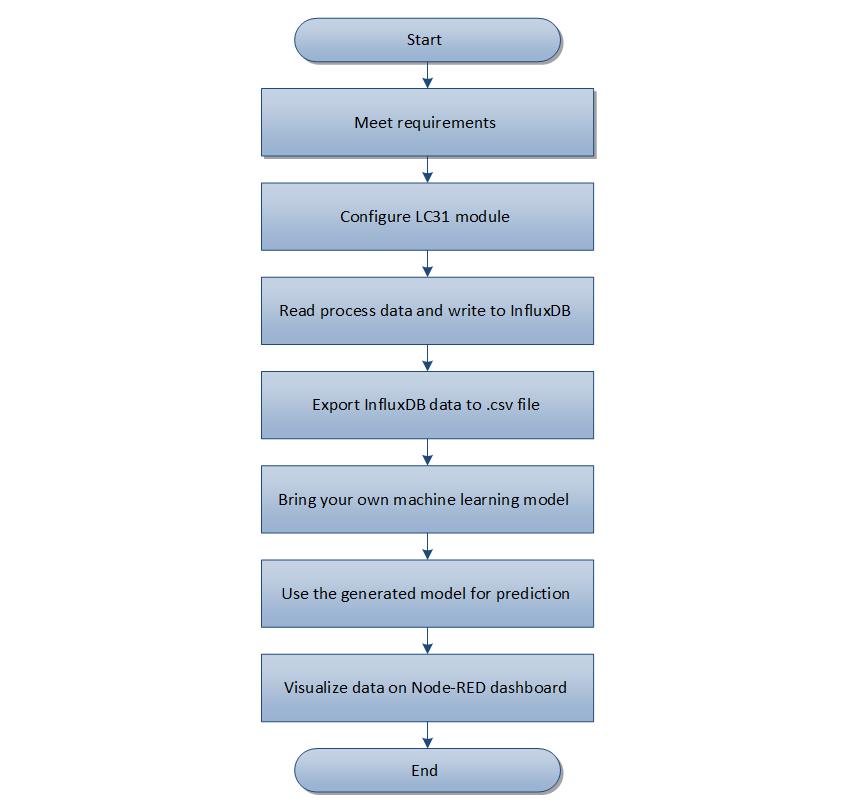 Start
Meet requirements
Configure LC31 module
Read process data and write to InfluxDB
Export InfluxDB data to .csv file
Bring your own machine learning model
Use the generated model for prediction
Visualize data on Node-RED dashboard
End